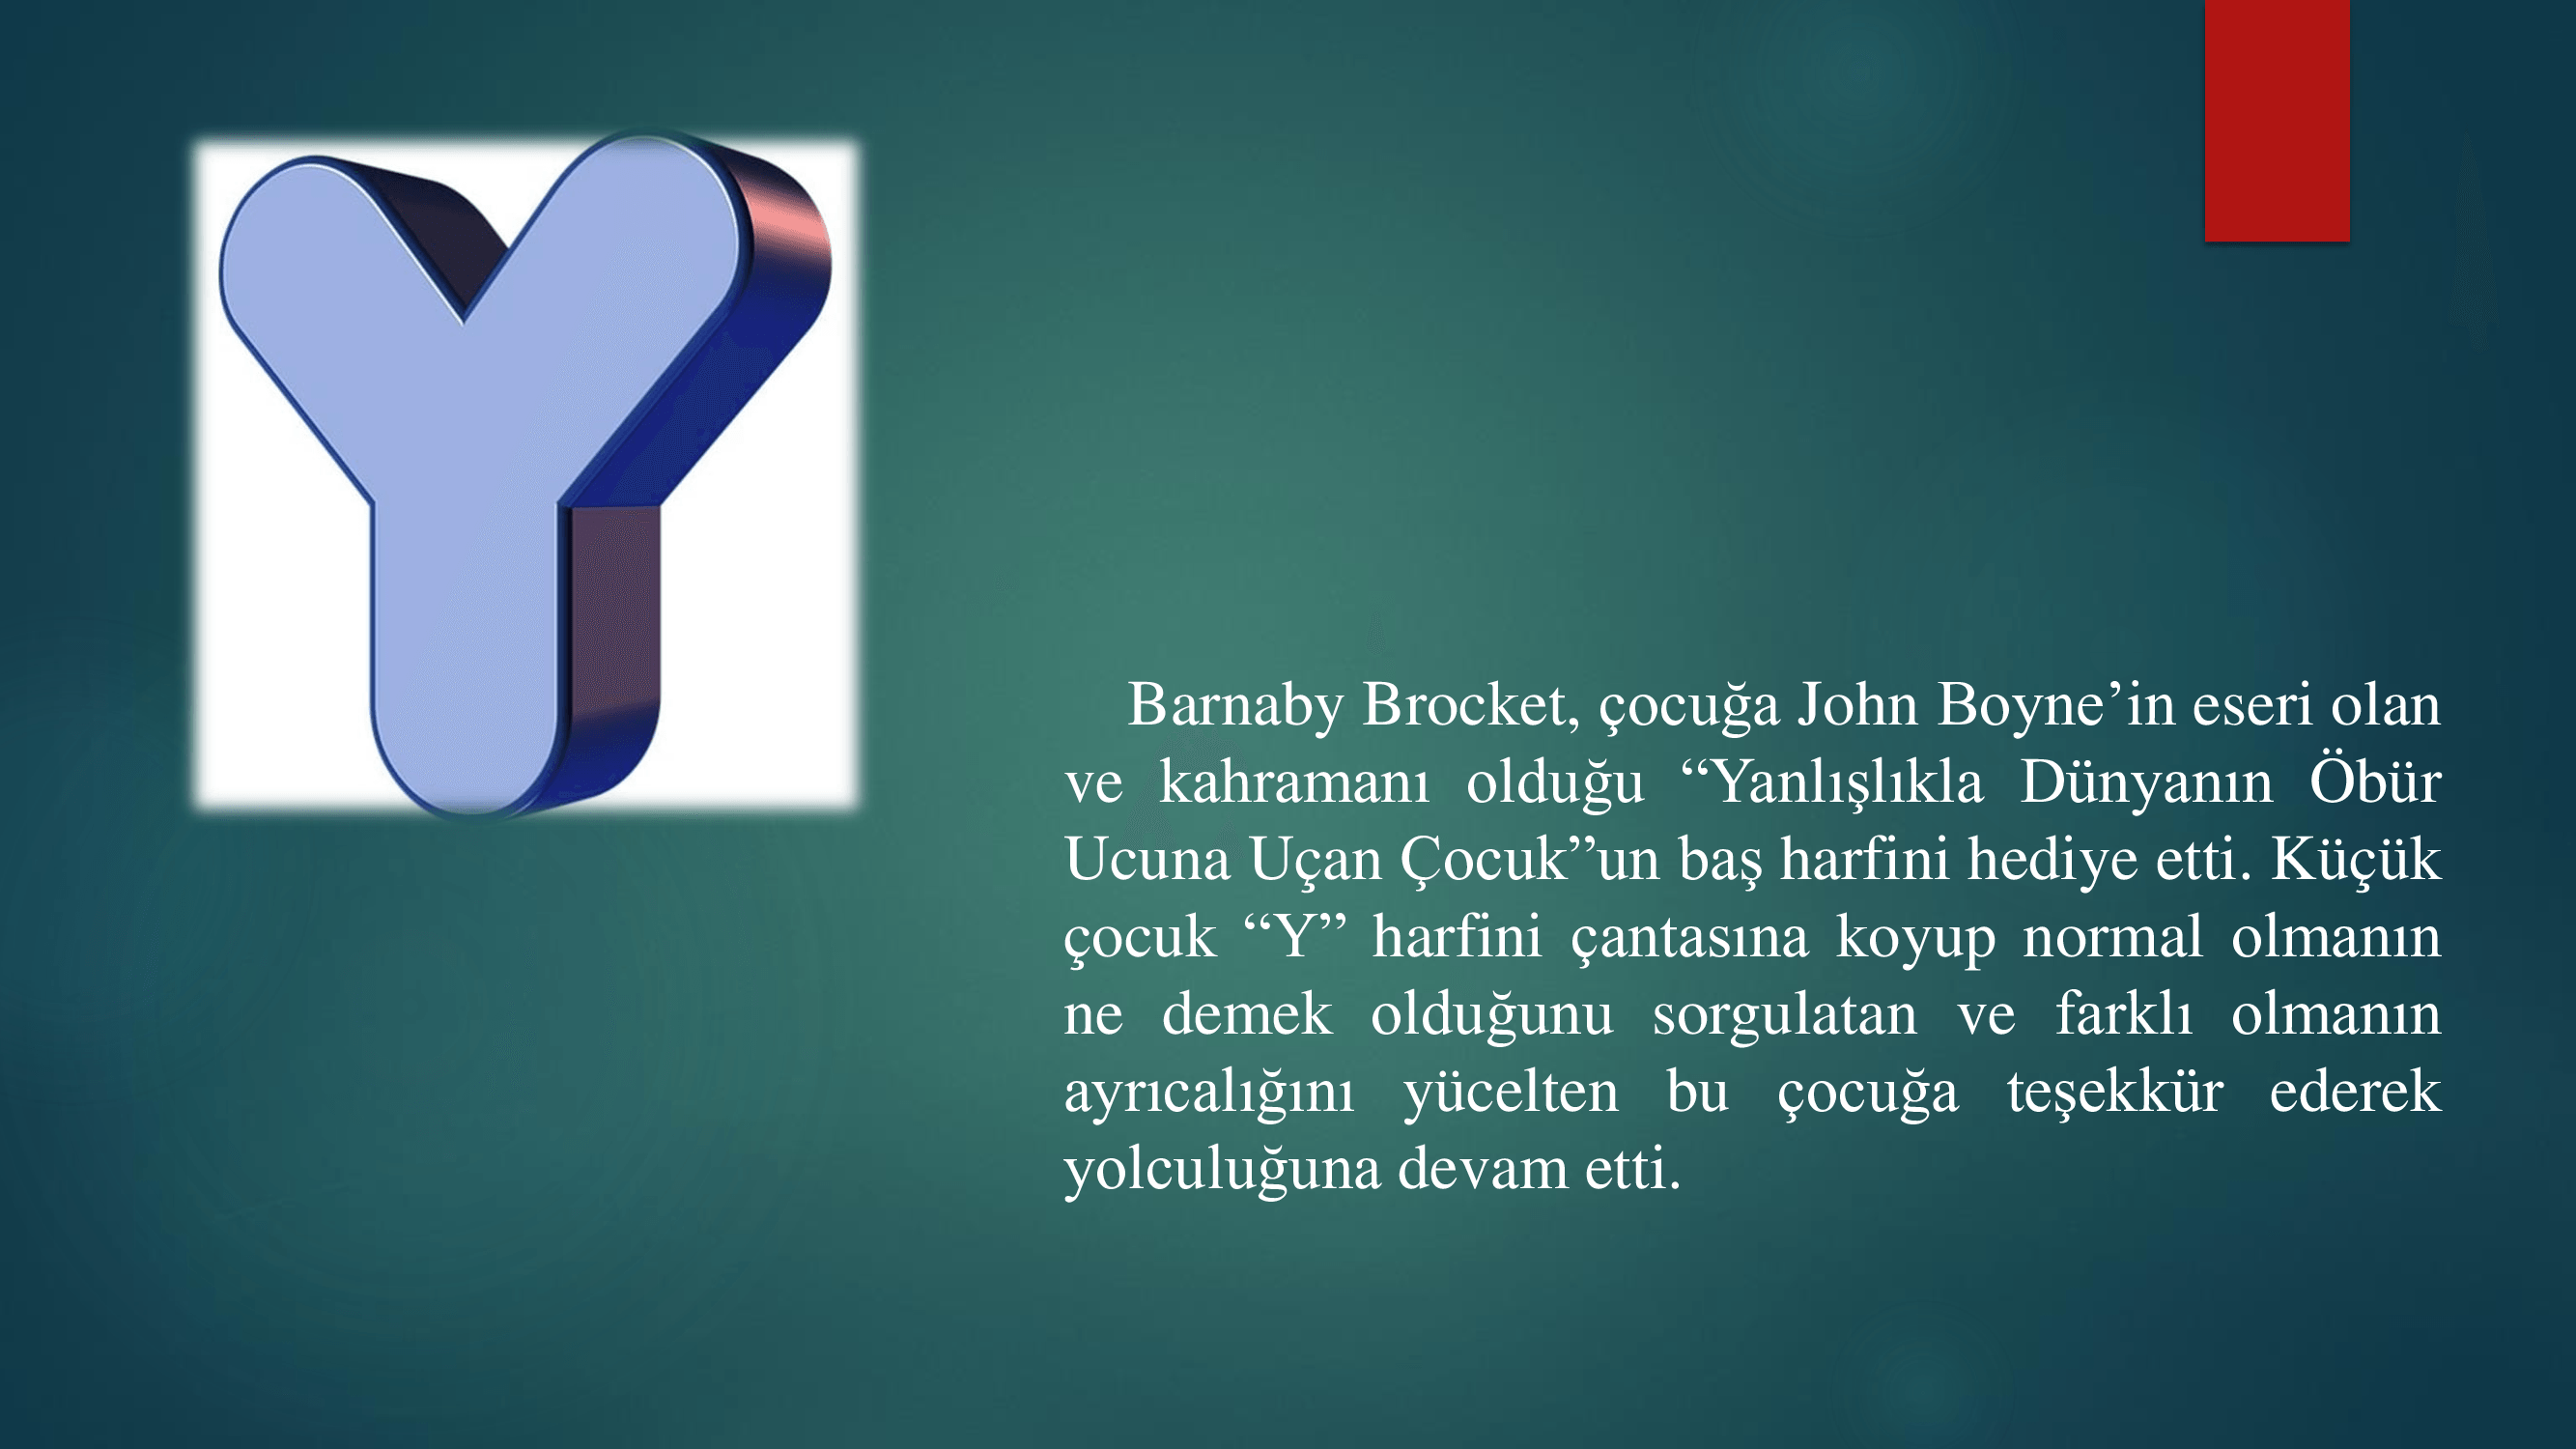 Y
Barnaby Brocket, çocuğa John Boyne’in eseri olan
ve kahramanı olduğu “Yanlışlıkla Dünyanın Öbür
Ucuna Uçan Çocuk”un baş harfini hediye etti. Küçük
çocuk “Y” harfini çantasına koyup normal olmanın
ne demek olduğunu sorgulatan ve farklı olmanın
ayrıcalığını yücelten bu çocuğa teşekkür ederek
yolculuğuna devam etti.